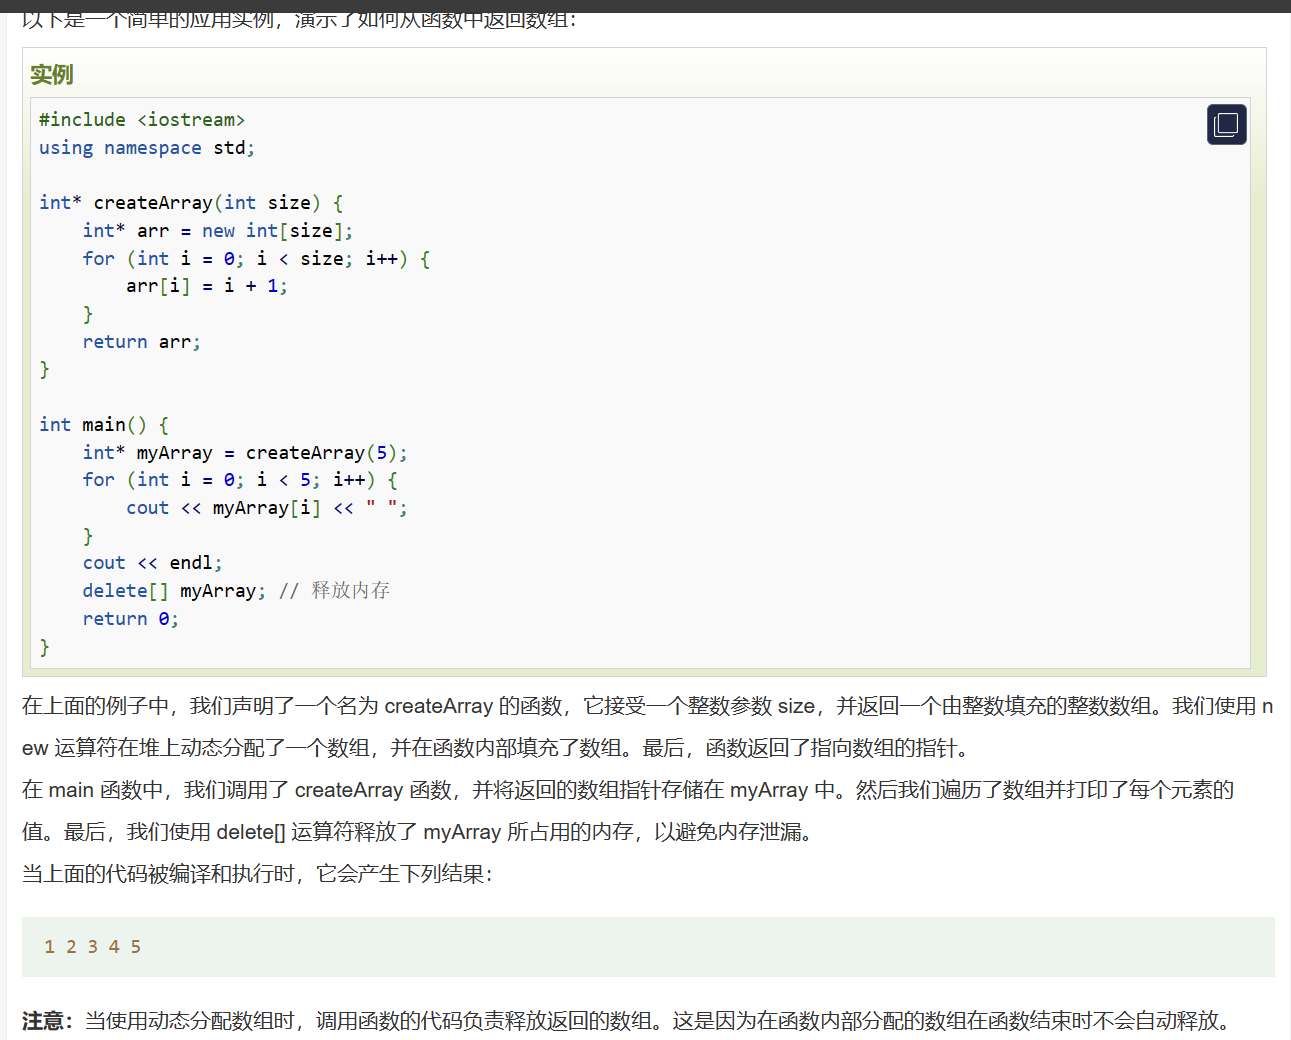 以下是一个简单的应用实例，演示了如何从函数中返回数组：
实例
#include <iostream>
using namespace std;

int* createArray(int size) {
    int* arr = new int[size];
    for (int i = 0; i < size; i++) {
        arr[i] = i + 1;
    }
    return arr;
}

int main() {
    int* myArray = createArray(5);
    for (int i = 0; i < 5; i++) {
        cout << myArray[i] << " ";
    }
    cout << endl;
    delete[] myArray; // 释放内存
    return 0;
}
在上面的例子中，我们声明了一个名为 createArray 的函数，它接受一个整数参数 size，并返回一个由整数填充的整数数组。我们使用 n
ew 运算符在堆上动态分配了一个数组，并在函数内部填充了数组。最后，函数返回了指向数组的指针。
在 main 函数中，我们调用了 createArray 函数，并将返回的数组指针存储在 myArray 中。然后我们遍历了数组并打印了每个元素的
值。最后，我们使用 delete[] 运算符释放了 myArray 所占用的内存，以避免内存泄漏。
当上面的代码被编译和执行时，它会产生下列结果：
1 2 3 4 5
注意：当使用动态分配数组时，调用函数的代码负责释放返回的数组。这是因为在函数内部分配的数组在函数结束时不会自动释放。